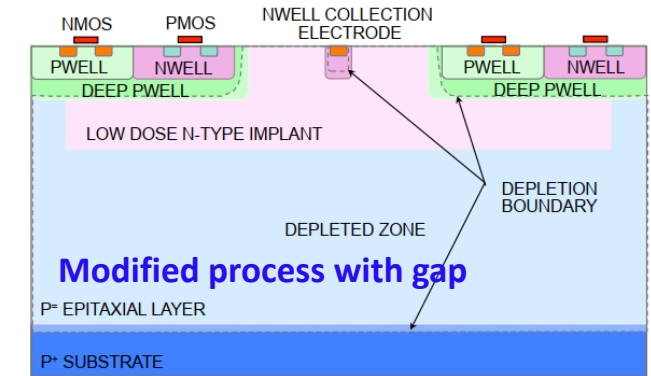 NMOS
PMOS
NWELL COLLECTION
ELECTRODE
PWELL
NWELL
PWELL
NWELL
DEEP PWELL
DEEP PWELL
LOW DOSE N-TYPE IMPLANT
DEPLETION
BOUNDARY
DEPLETED ZONE
Modified process with gap
P= EPITAXIAL LAYER
P+ SUBSTRATE